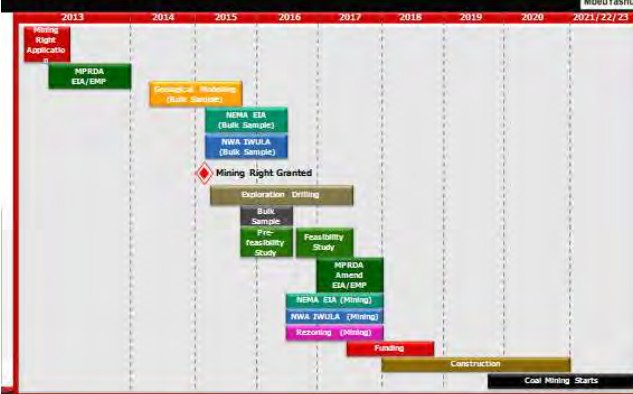 MbeuYashu
2013 2014 2015 2016 2017 2018 2019 2020 2021/22/23
Mining
Right
Applicatio
n
MPRDA
EIA/EMP
Geological Modelling
(Bulk Sample)
NEMA EIA
(Bulk Sample)
NWA IWULA
(Bulk Sample)
Mining Right Granted
Exploration Drilling
Bulk
Sample
Pre-
feasibility
Study
Feasibility
Study
MPRDA
Amend
EIA/EMP
NEMA EIA (Mining)
NWA IWULA (Mining)
Rezoning (Mining)
Funding
Construction
Coal Mining Starts